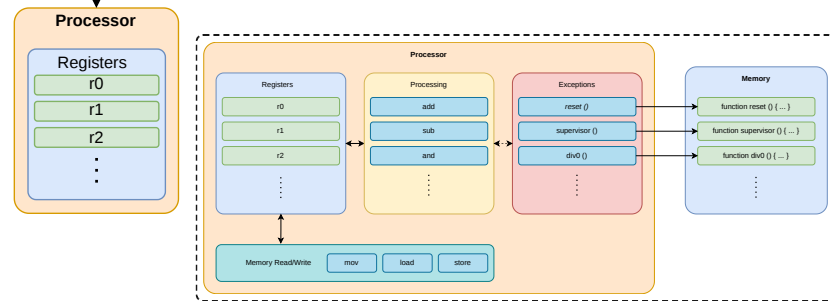 Processor
Registers
r0
r1
r2
Processor
Registers
r0
r1
r2
Processing
add
sub
and
Exceptions
reset ()
supervisor ()
div0 ()
Memory
function reset () { ... }
function supervisor () { ... }
function div0 () { ... }
Memory Read/Write
mov
load
store